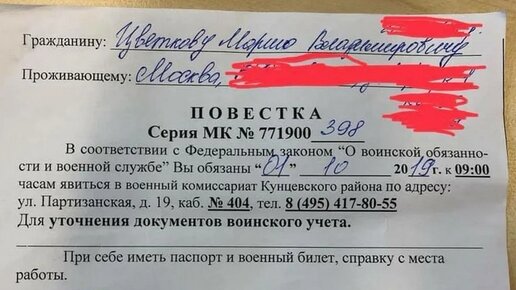 Гражданину: Цветкову Марио Владимировичу
Проживающему: Москва,
ПОВЕСТКА
Серия МК № 771900 398
В соответствии с Федеральным законом “О воинской обязанно-
сти и военной службе” Вы обязаны “01” 10 2019 г. к 09:00
часам явиться в военный комиссариат Кунцевского района по адресу:
ул. Партизанская, д. 19, каб. № 404, тел. 8 (495) 417-80-55
Для уточнения документов воинского учета.
При себе иметь паспорт и военный билет, справку с места
работы.